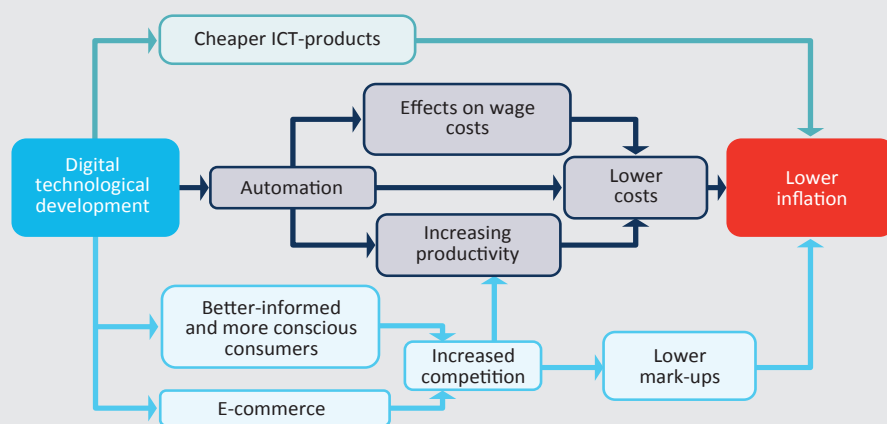 Cheaper ICT-products
Effects on wage
costs
Digital
technological
development
Automation
Lower
costs
Lower
inflation
Increasing
productivity
Better-informed
and more conscious
consumers
Increased
competition
Lower
mark-ups
E-commerce